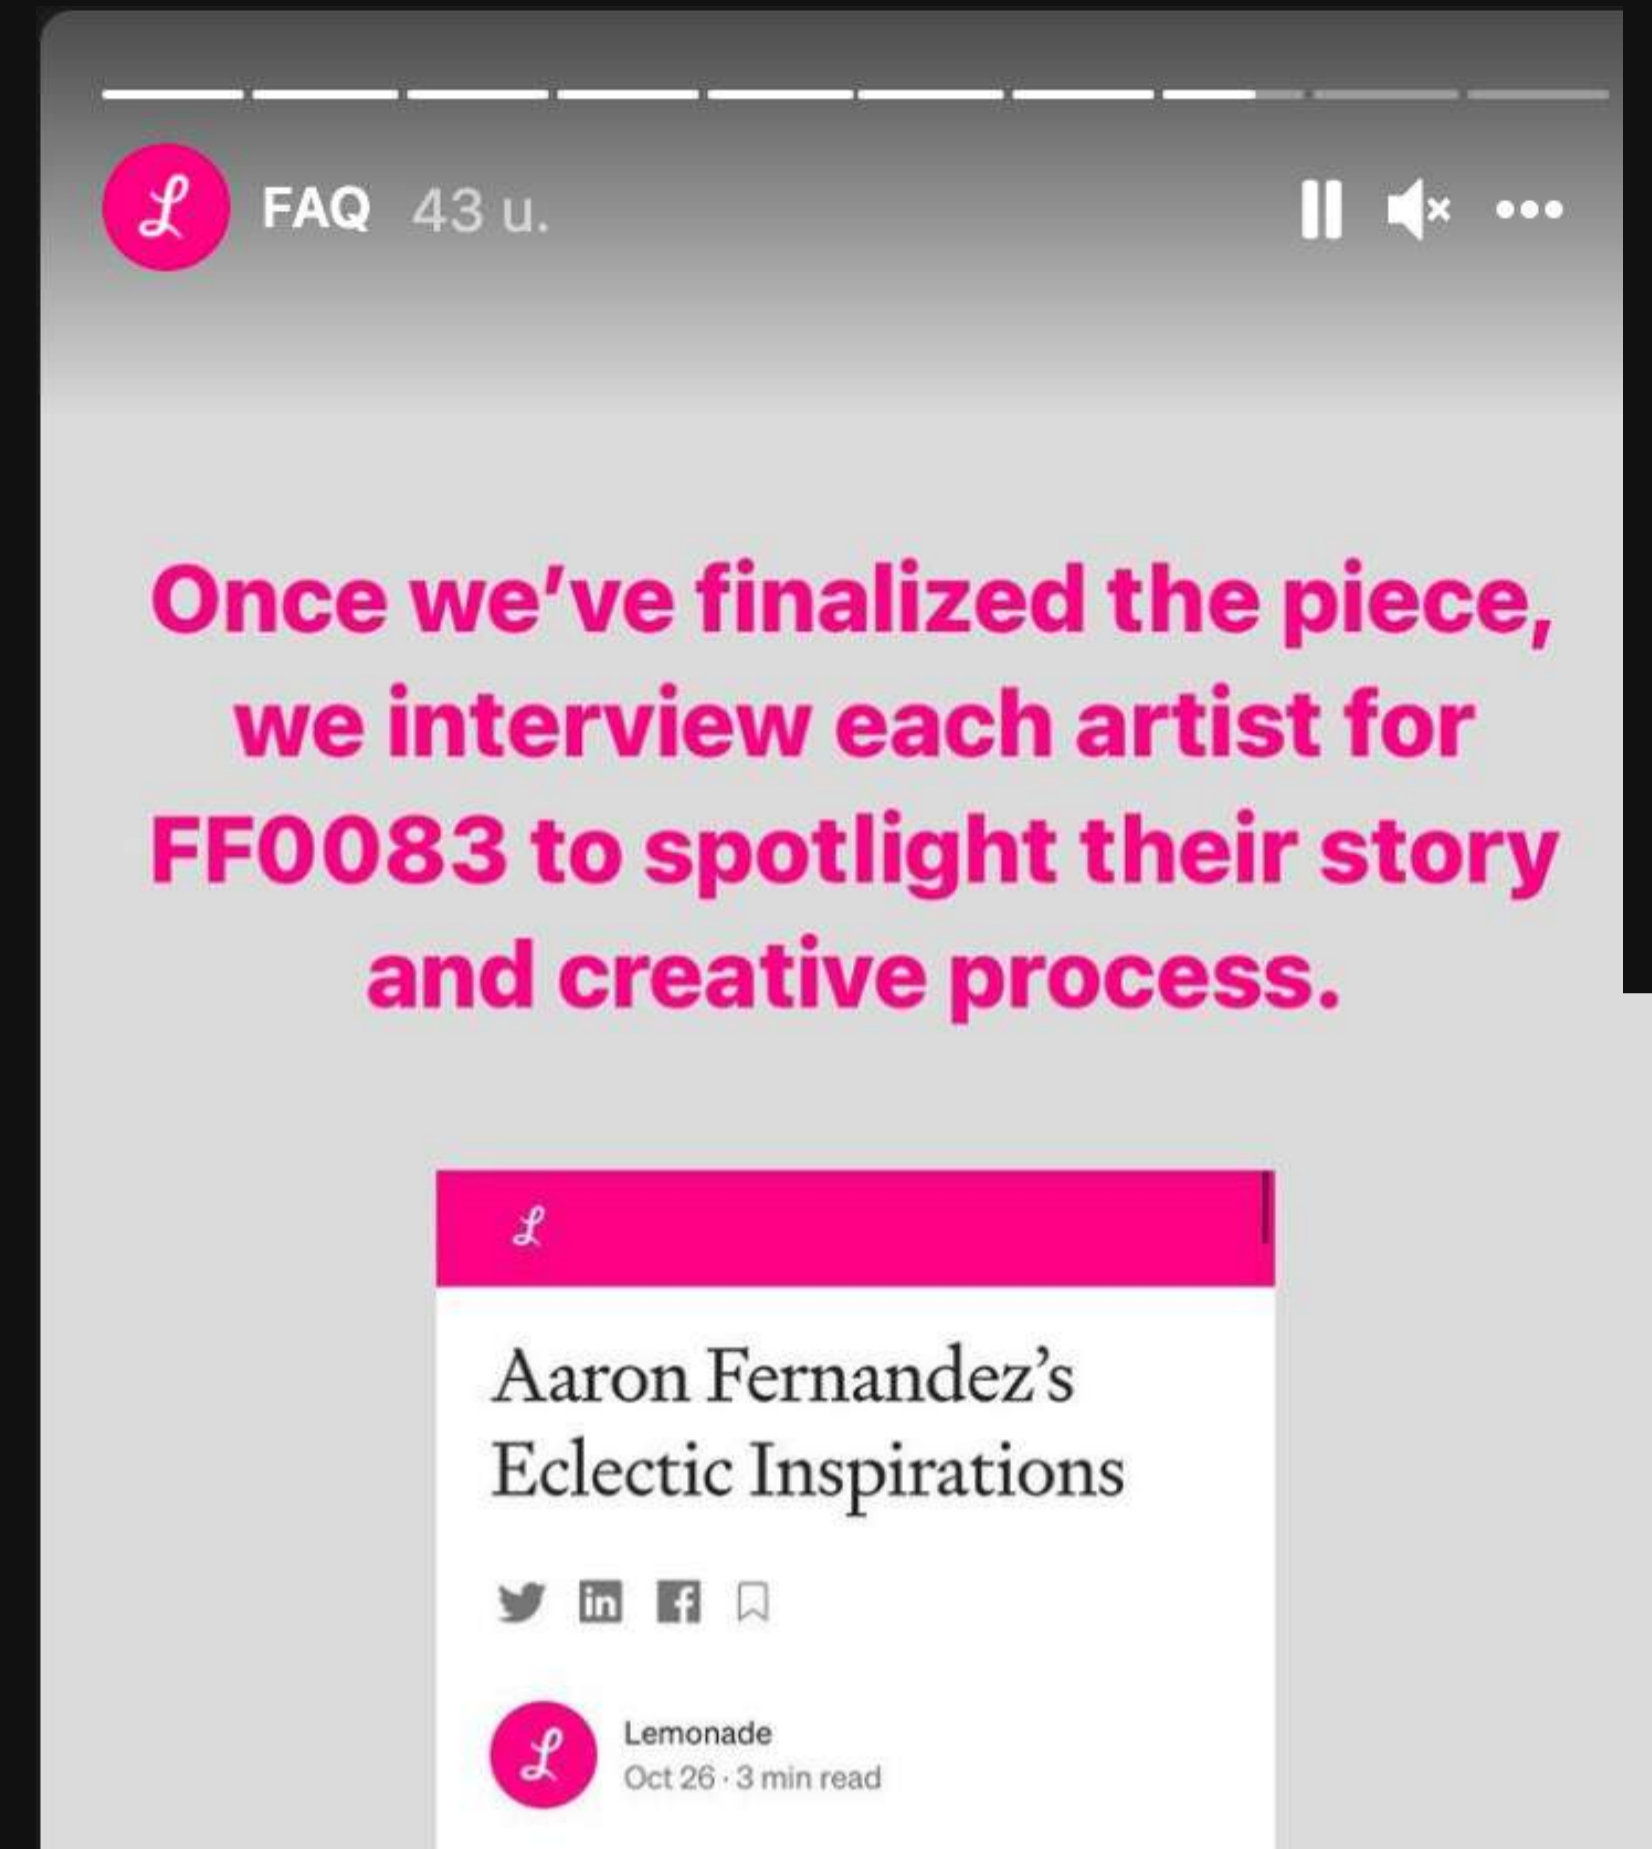 FAQ 43 u.
Once we’ve finalized the piece,
we interview each artist for
FF0083 to spotlight their story
and creative process.
L
Aaron Fernandez’s
Eclectic Inspirations
Lemonade
Oct 26 · 3 min read